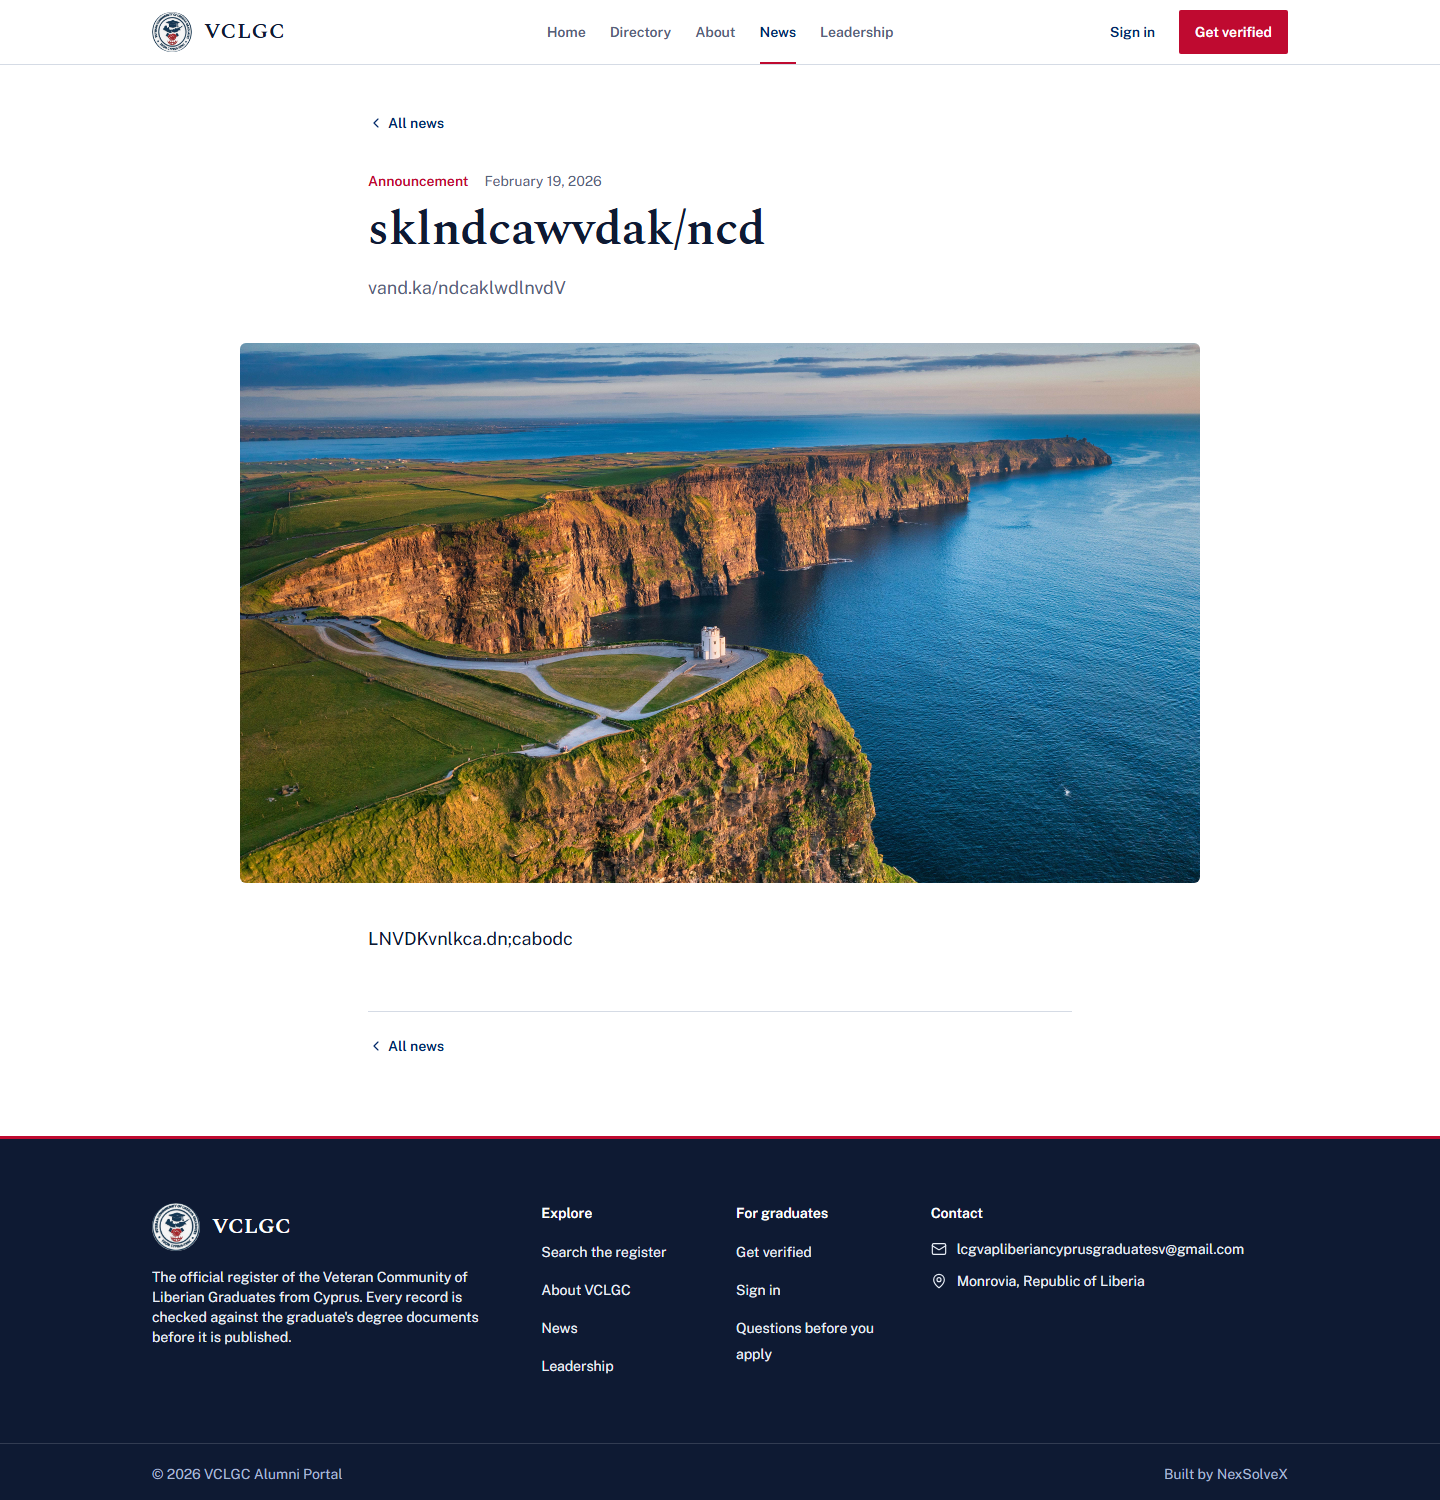 VCLGC
Home Directory About News Leadership
Sign in
Get verified
All news
Announcement February 19, 2026
sklndcawvdak/ncd
vand.ka/ndcaklwdlnvdV
LNVDKvnlkca.dn;cabodc
All news
VCLGC
The official register of the Veteran Community of
Liberian Graduates from Cyprus. Every record is
checked against the graduate's degree documents
before it is published.
Explore
Search the register
About VCLGC
News
Leadership
For graduates
Get verified
Sign in
Questions before you
apply
Contact
lcgvapliberiancyprusgraduatesv@gmail.com
Monrovia, Republic of Liberia
© 2026 VCLGC Alumni Portal
Built by NexSolveX